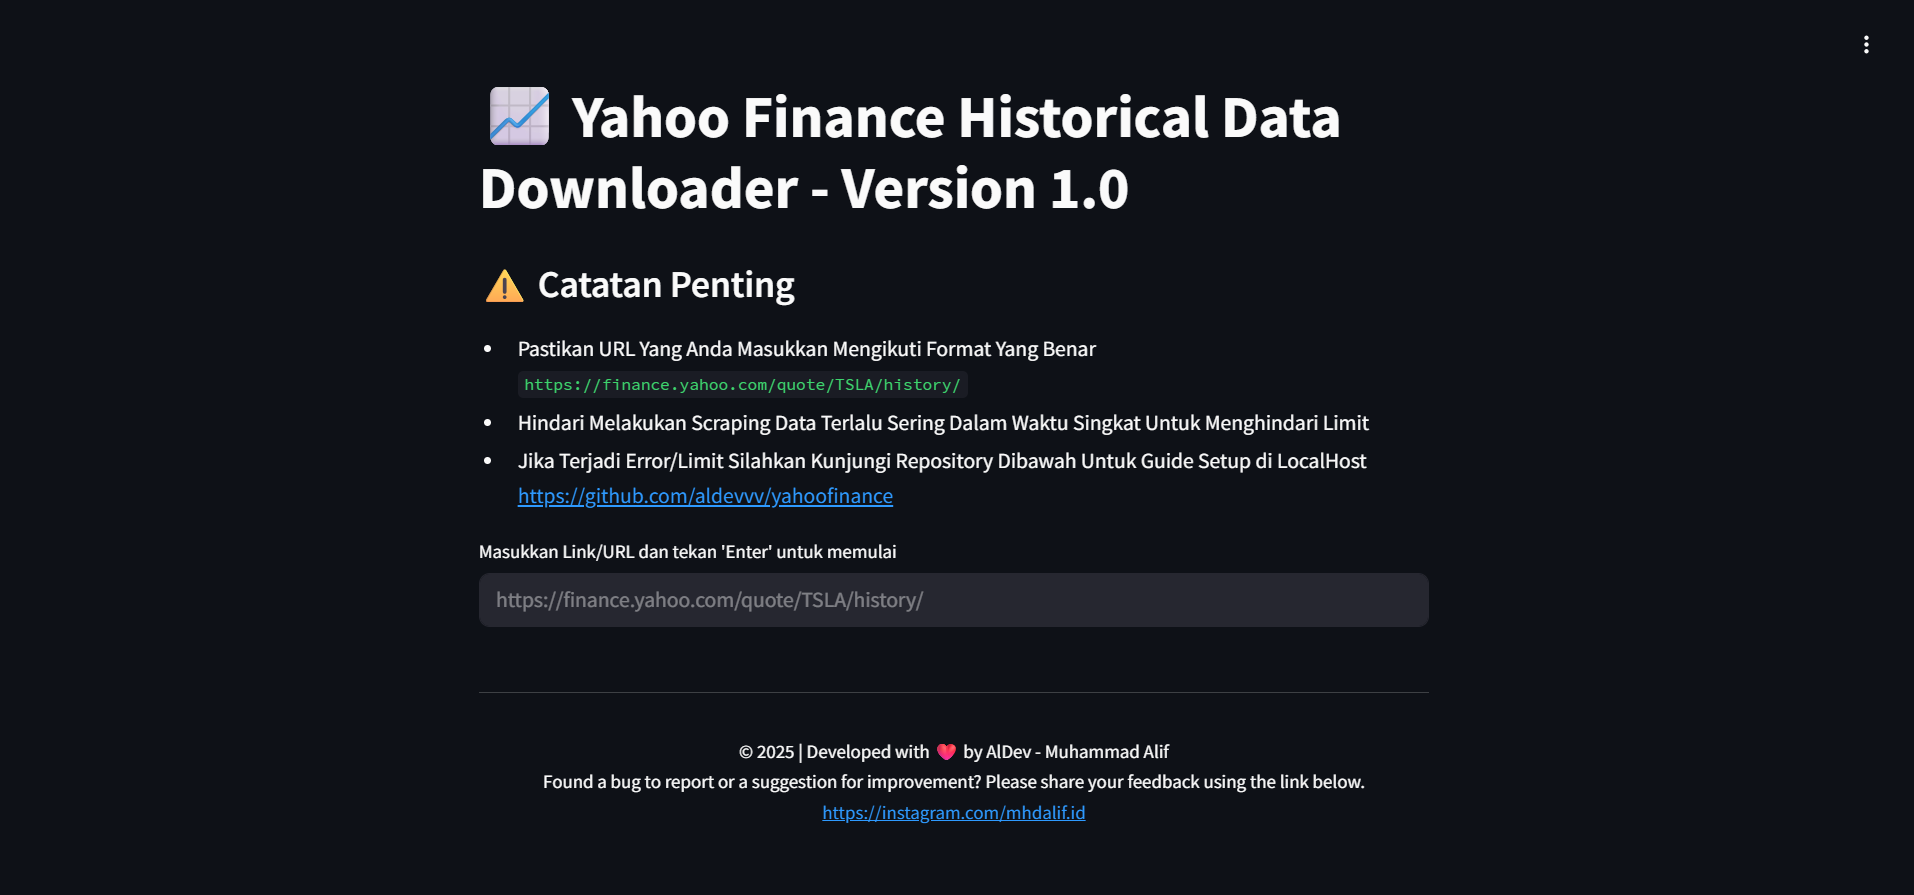 Yahoo Finance Historical Data
Downloader - Version 1.0
Catatan Penting
Pastikan URL Yang Anda Masukkan Mengikuti Format Yang Benar
https://finance.yahoo.com/quote/TSLA/history/
Hindari Melakukan Scraping Data Terlalu Sering Dalam Waktu Singkat Untuk Menghindari Limit
Jika Terjadi Error/Limit Silahkan Kunjungi Repository Dibawah Untuk Guide Setup di LocalHost
https://github.com/aldevvv/yahoofinance
Masukkan Link/URL dan tekan 'Enter' untuk memulai
https://finance.yahoo.com/quote/TSLA/history/
© 2025 | Developed with ❤️ by AlDev - Muhammad Alif
Found a bug to report or a suggestion for improvement? Please share your feedback using the link below.
https://instagram.com/mhdalif.id